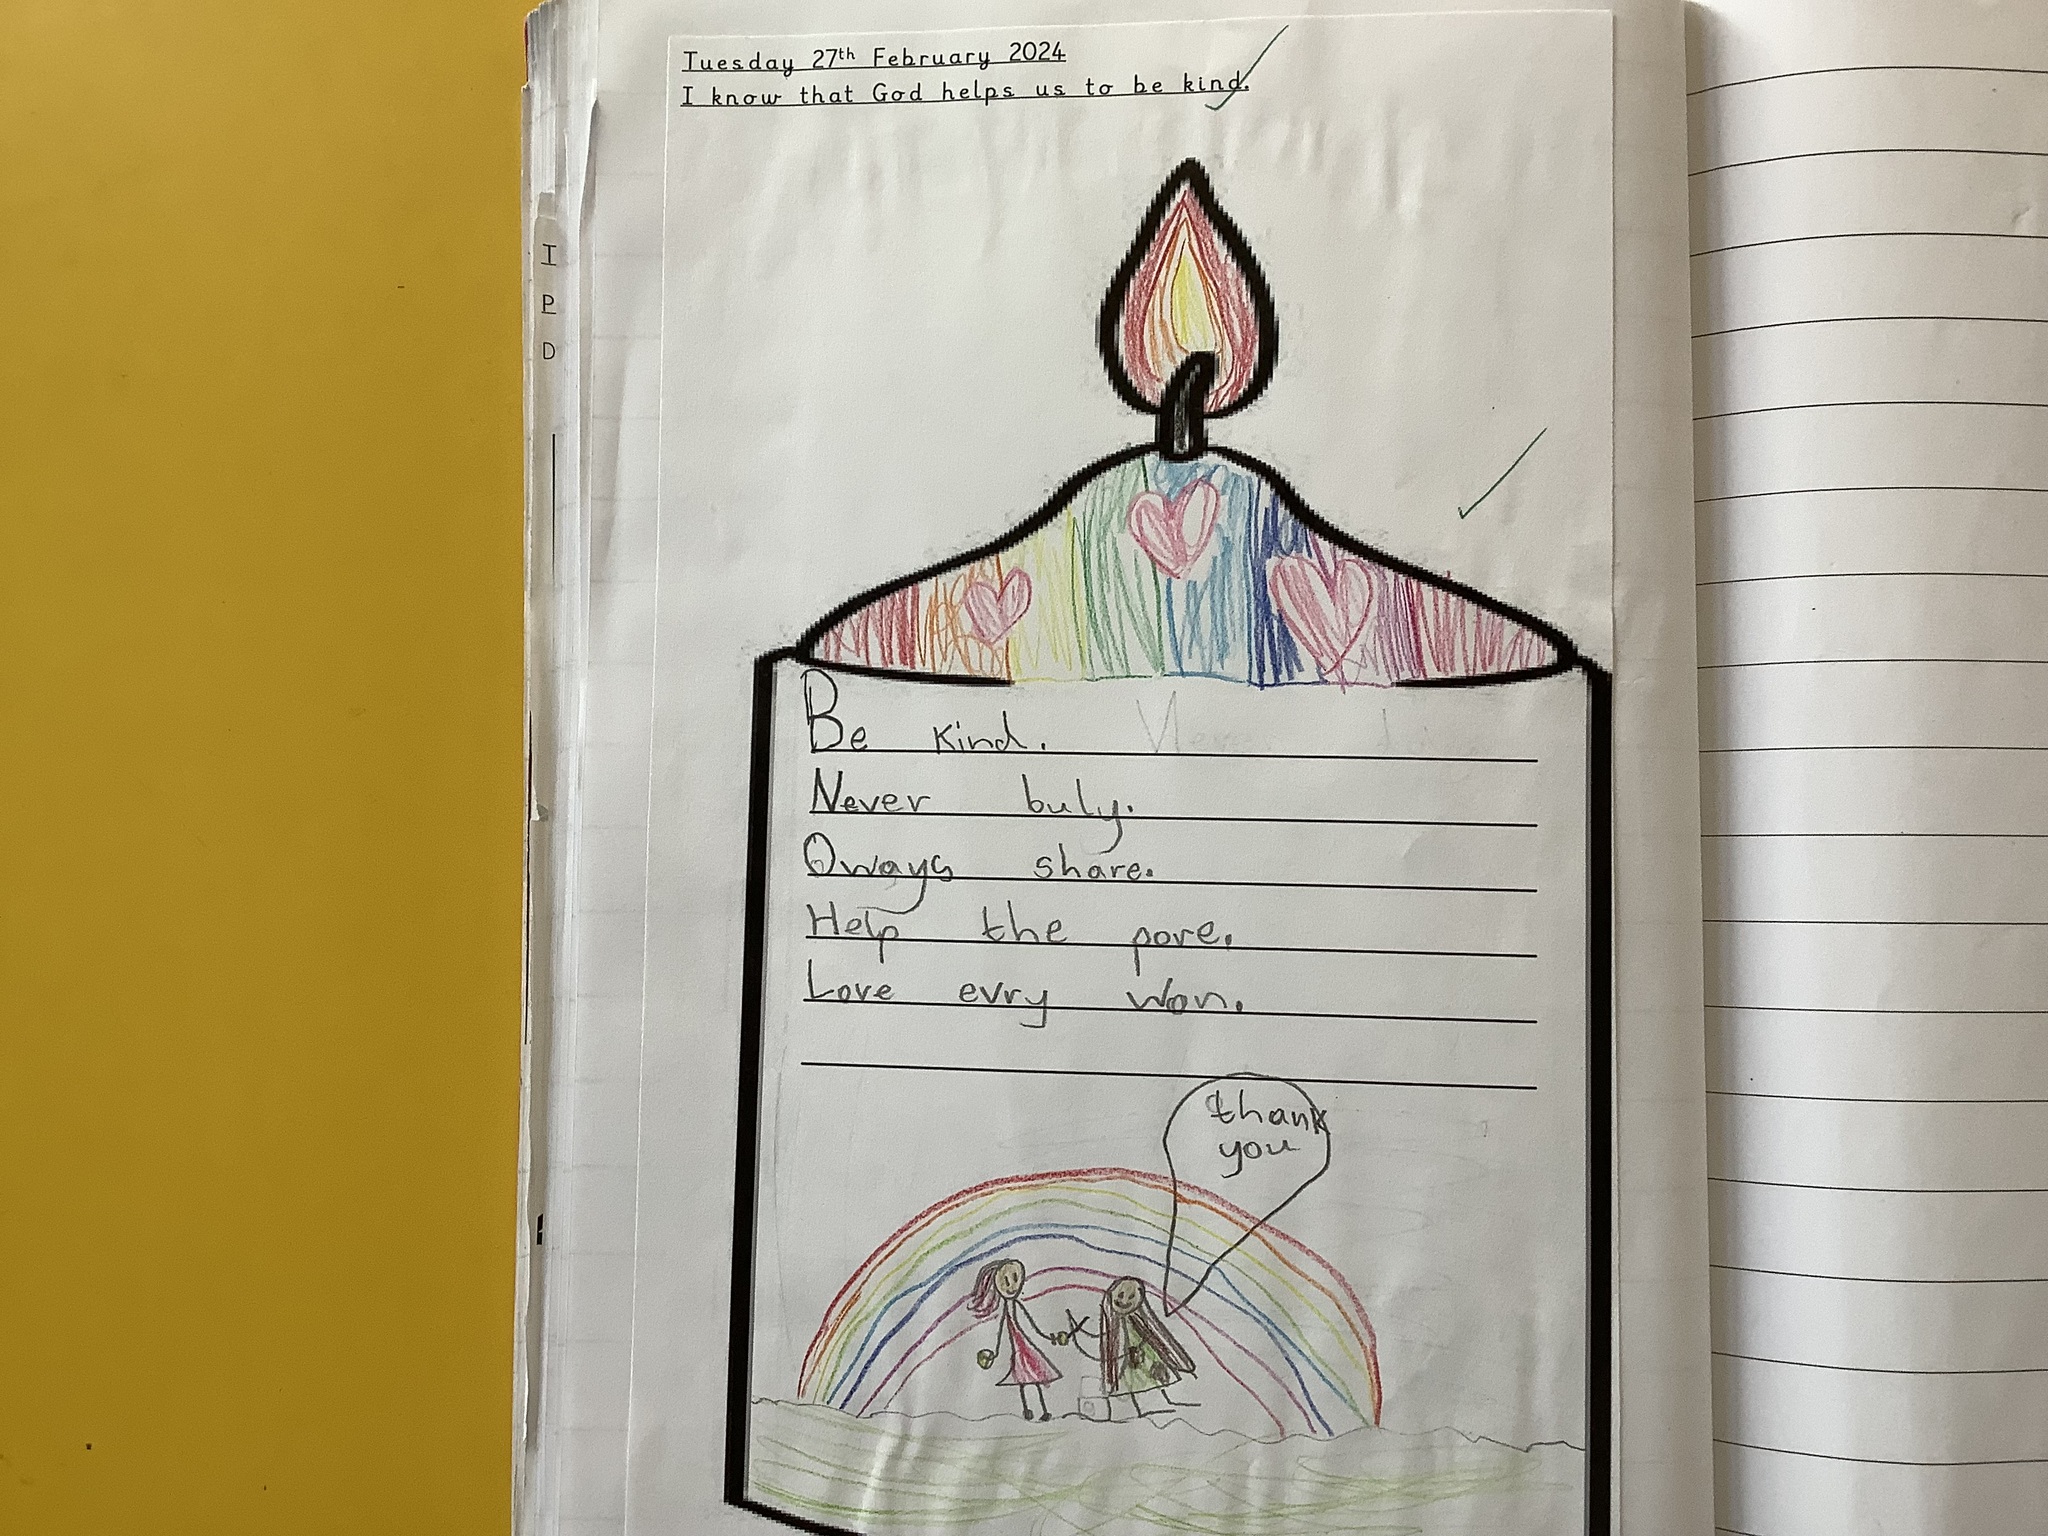 Tuesday 27th February 2024
I know that God helps us to be kind.
I
P
D
Be kind.
Never buly.
Oways share.
Help the pore.
Love evry won.
thank
you